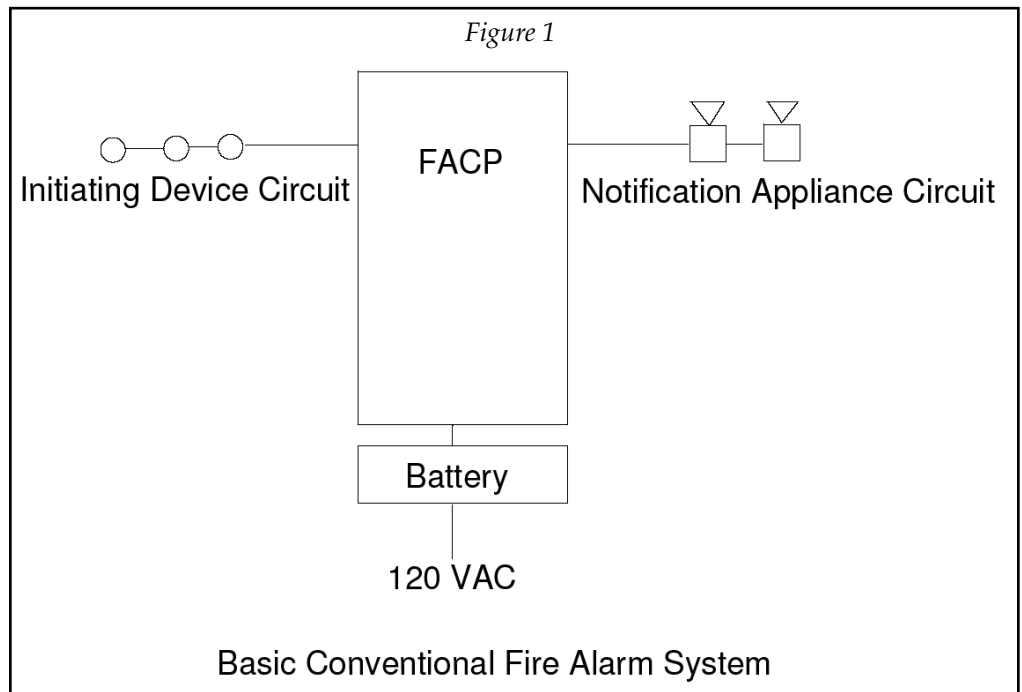 Figure 1
FACP
Initiating Device Circuit
Notification Appliance Circuit
Battery
120 VAC
Basic Conventional Fire Alarm System